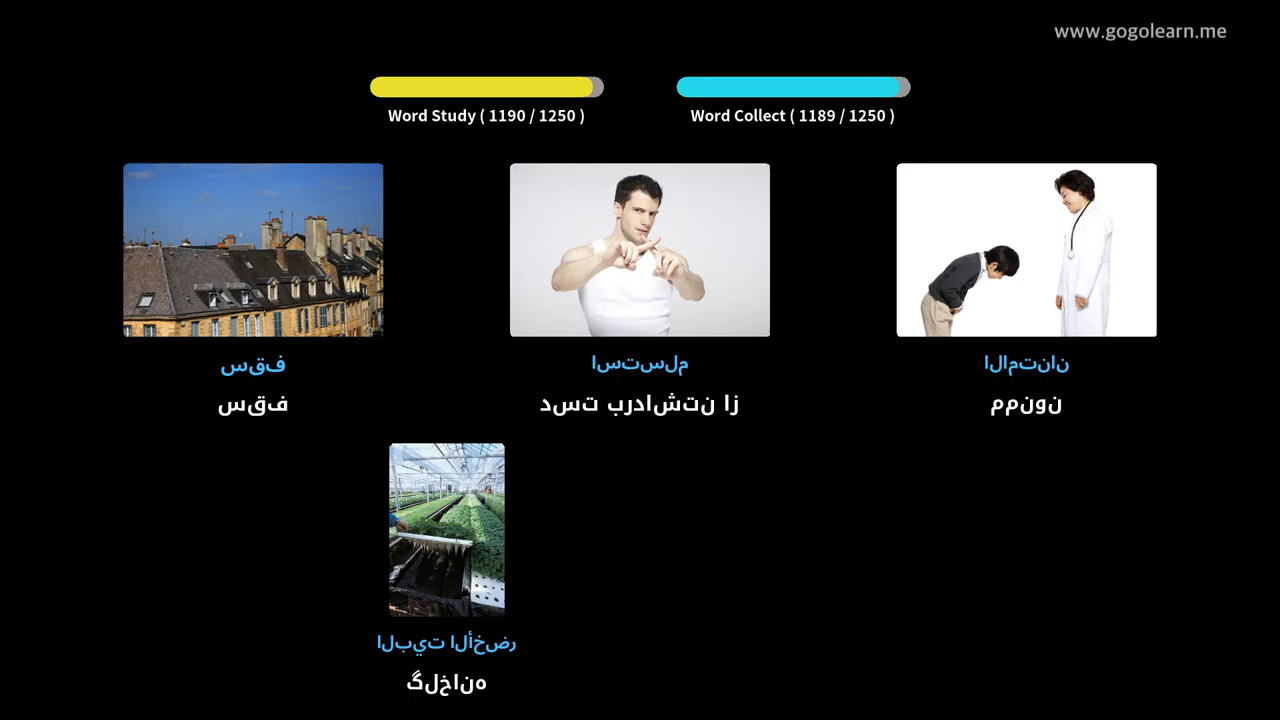 www.gogolearn.me
Word Study ( 1190 / 1250 )
Word Collect ( 1189 / 1250 )
سقف
استسلم
الامتنان
سقف
دست برداشتن از
ممنون
البيت الأخضر
گلخانه